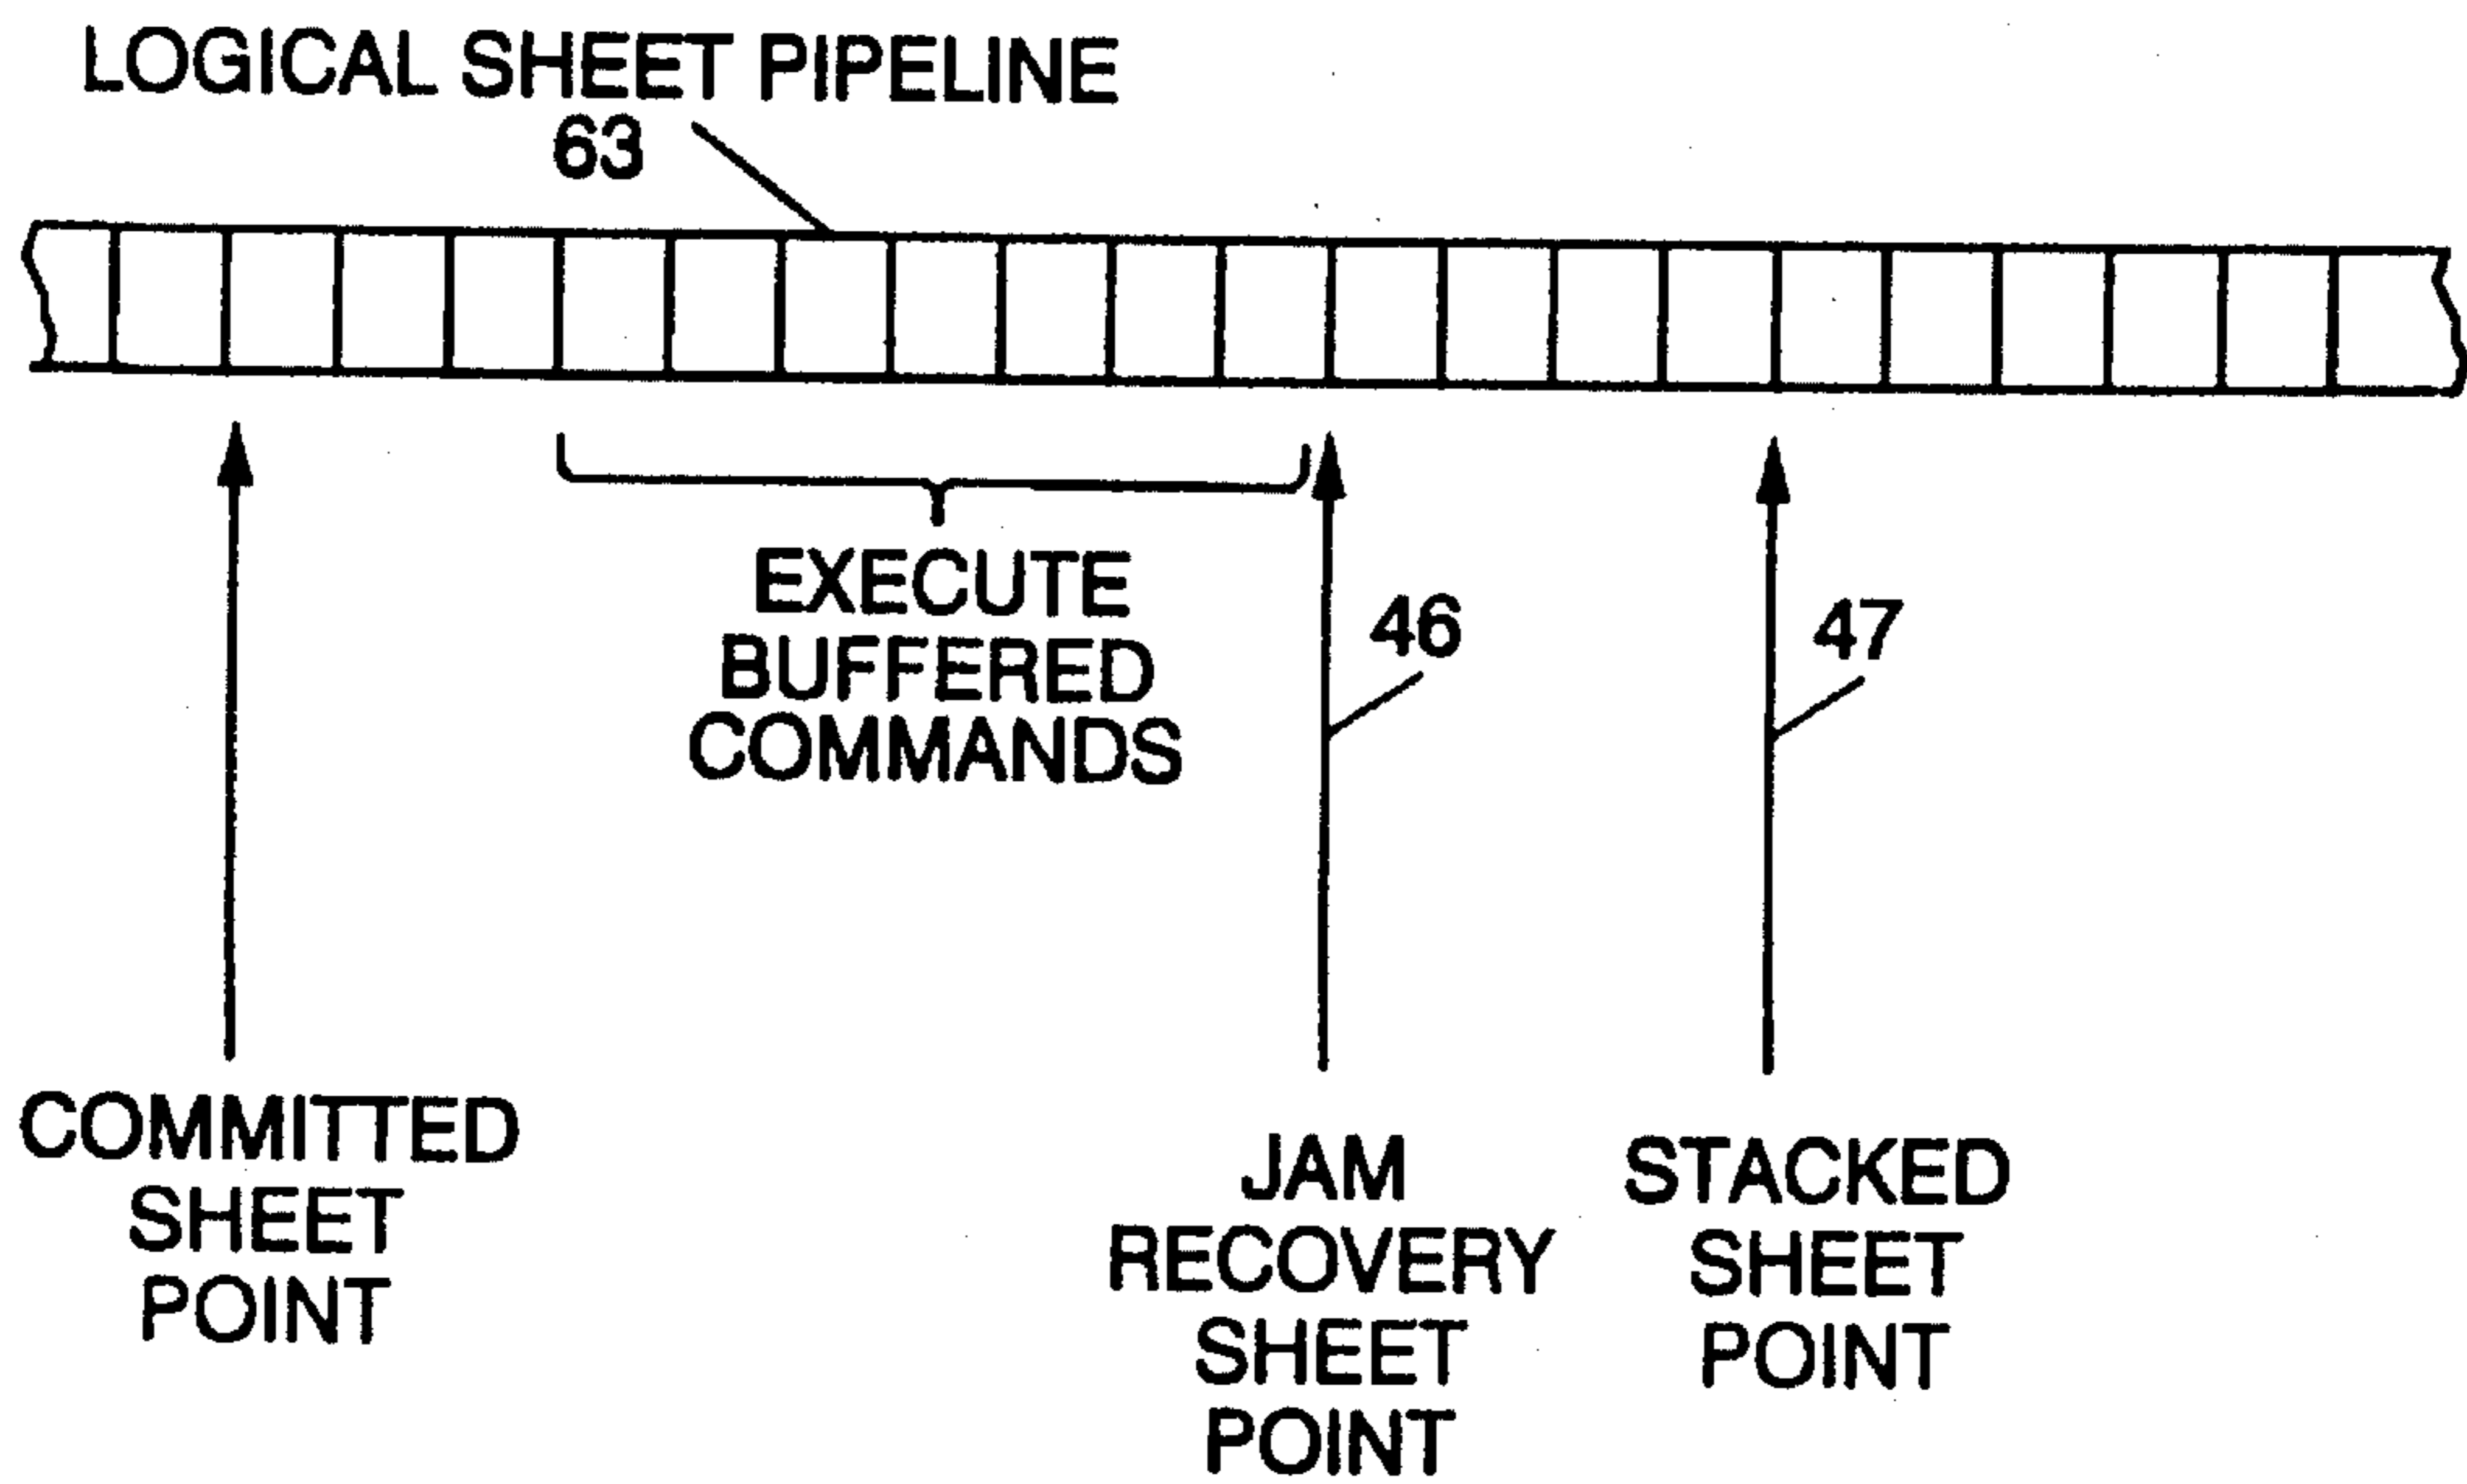 LOGICAL SHEET PIPELINE
63
EXECUTE
BUFFERED
COMMANDS
46
47
COMMITTED
SHEET
POINT
JAM
RECOVERY
SHEET
POINT
STACKED
SHEET
POINT